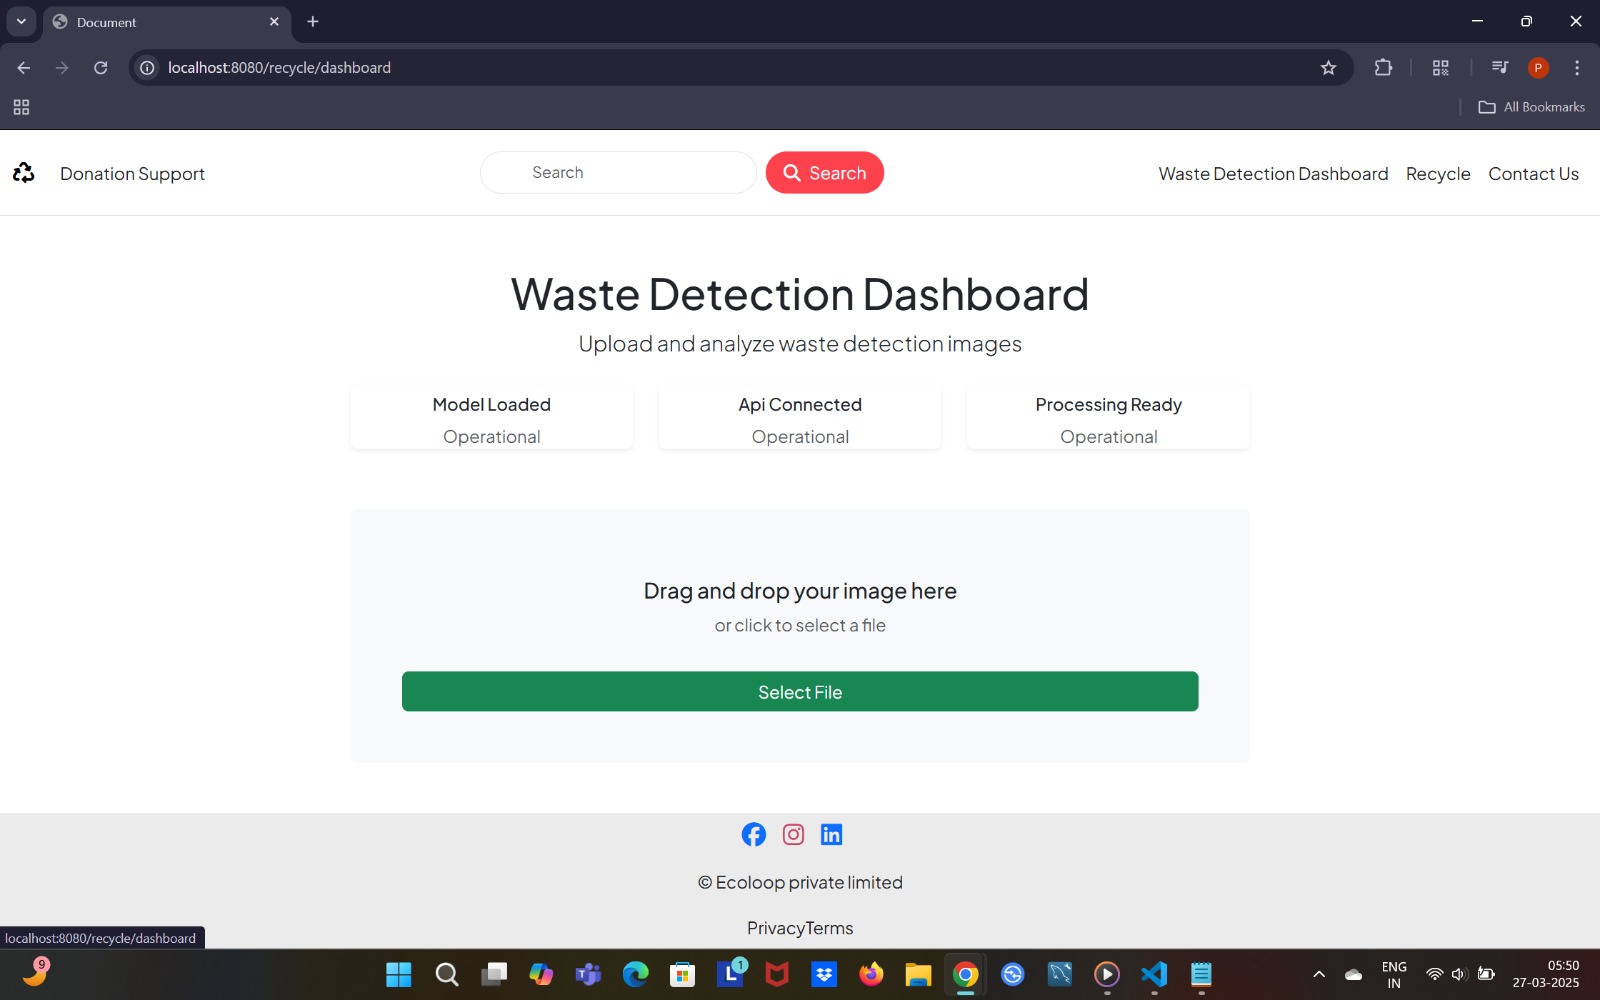 Document
localhost:8080/recycle/dashboard
All Bookmarks
Donation Support
Search
Search
Waste Detection Dashboard
Recycle
Contact Us
Waste Detection Dashboard
Upload and analyze waste detection images
Model Loaded
Operational
Api Connected
Operational
Processing Ready
Operational
Drag and drop your image here
or click to select a file
Select File
© Ecoloop private limited
PrivacyTerms
localhost:8080/recycle/dashboard
9
L
1
P
ENG
IN
05:50
27-03-2025